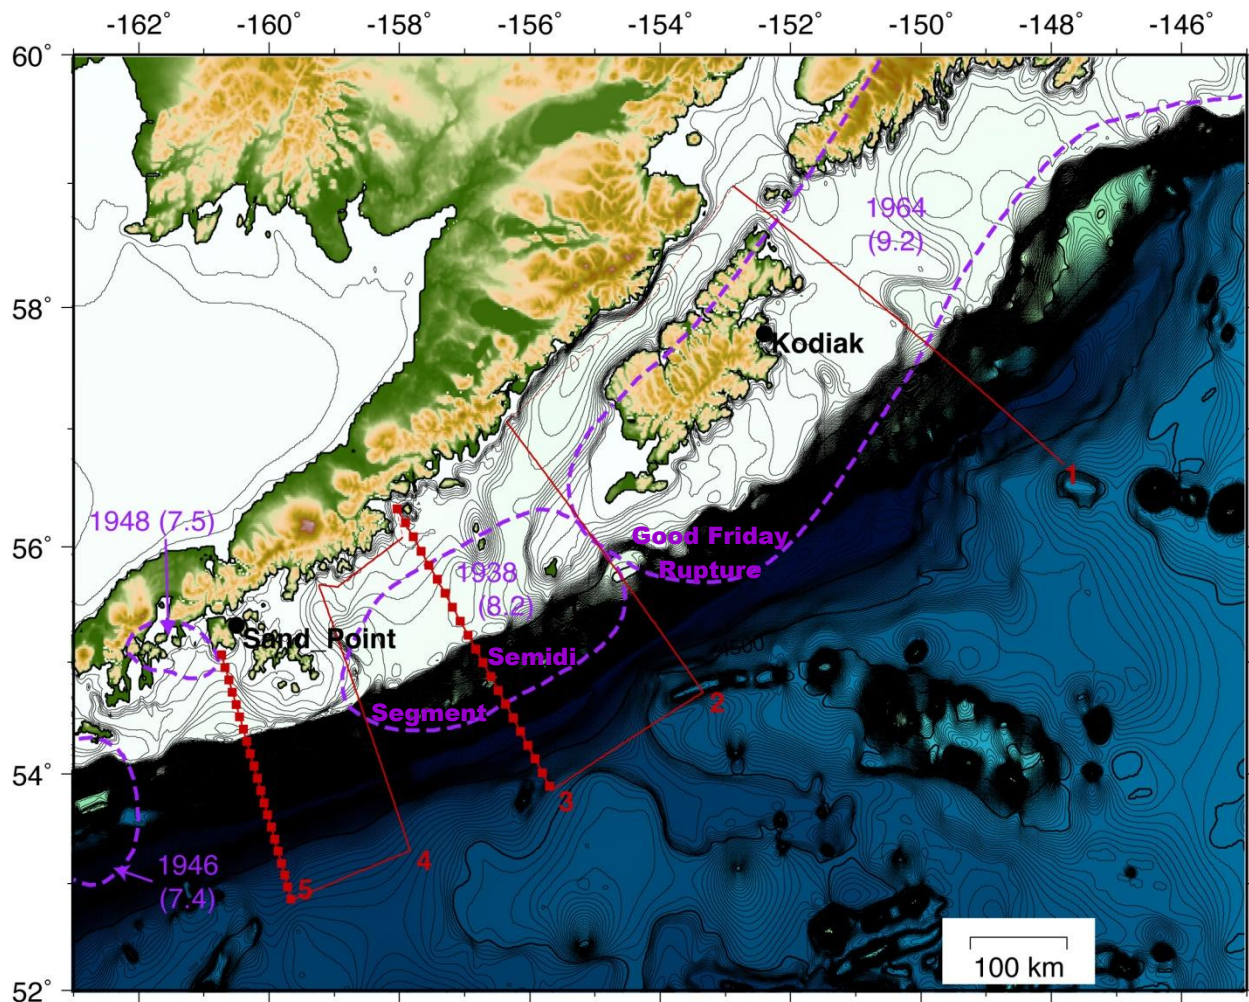 -162˚ -160˚ -158˚ -156˚ -154˚ -152˚ -150˚ -148˚ -146˚
60˚
1964
(9.2)
58˚
Kodiak
1
1948 (7.5)
56˚
Good Friday
Rupture
1938
(8.2)
Sand_Point
Semidi
2
Segment
54˚
3
4
1946
(7.4)
5
100 km
52˚